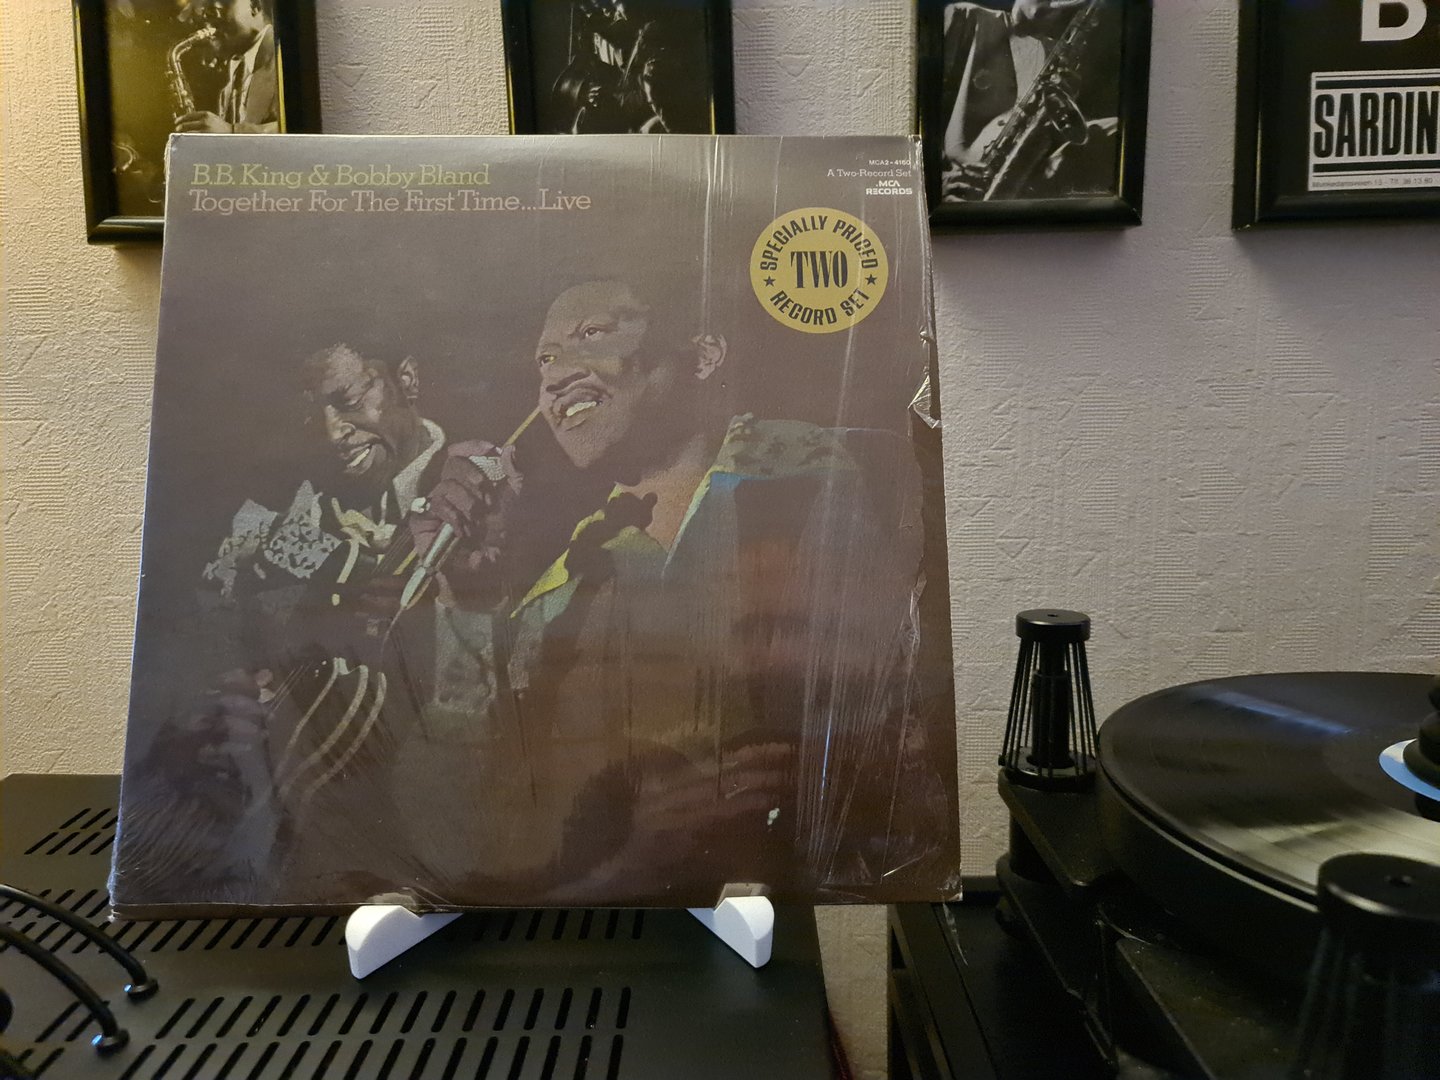 B.B. King & Bobby Bland
Together For The First Time...Live
MCA2-4160
A Two-Record Set
MCA
RECORDS
SPECIALLY PRICED
TWO
RECORD SET
B
SARDIN